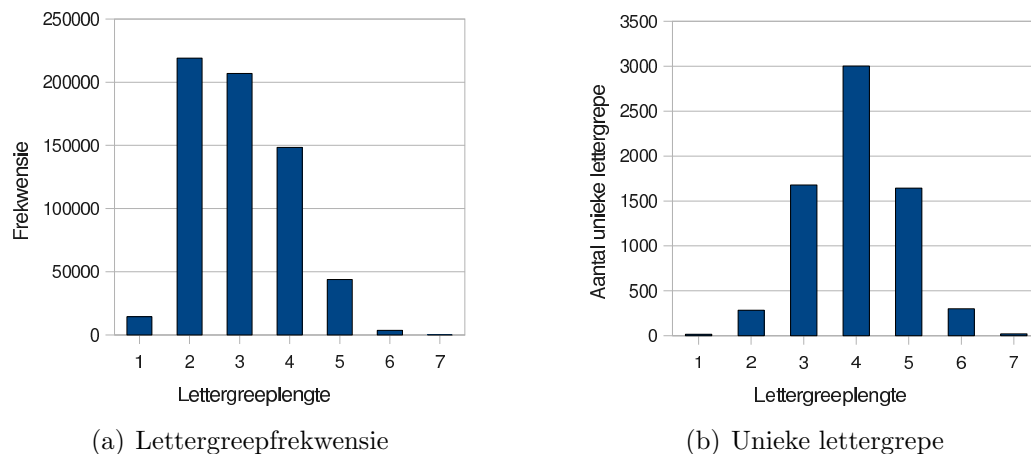 250000
200000
150000
100000
50000
0
Frekwensie
1 2 3 4 5 6 7
Lettergreeplengte
(a) Lettergreepfrekwensie
3500
3000
2500
2000
1500
1000
500
0
Aantal unieke lettergrepe
1 2 3 4 5 6 7
Lettergreeplengte
(b) Unieke lettergrepe